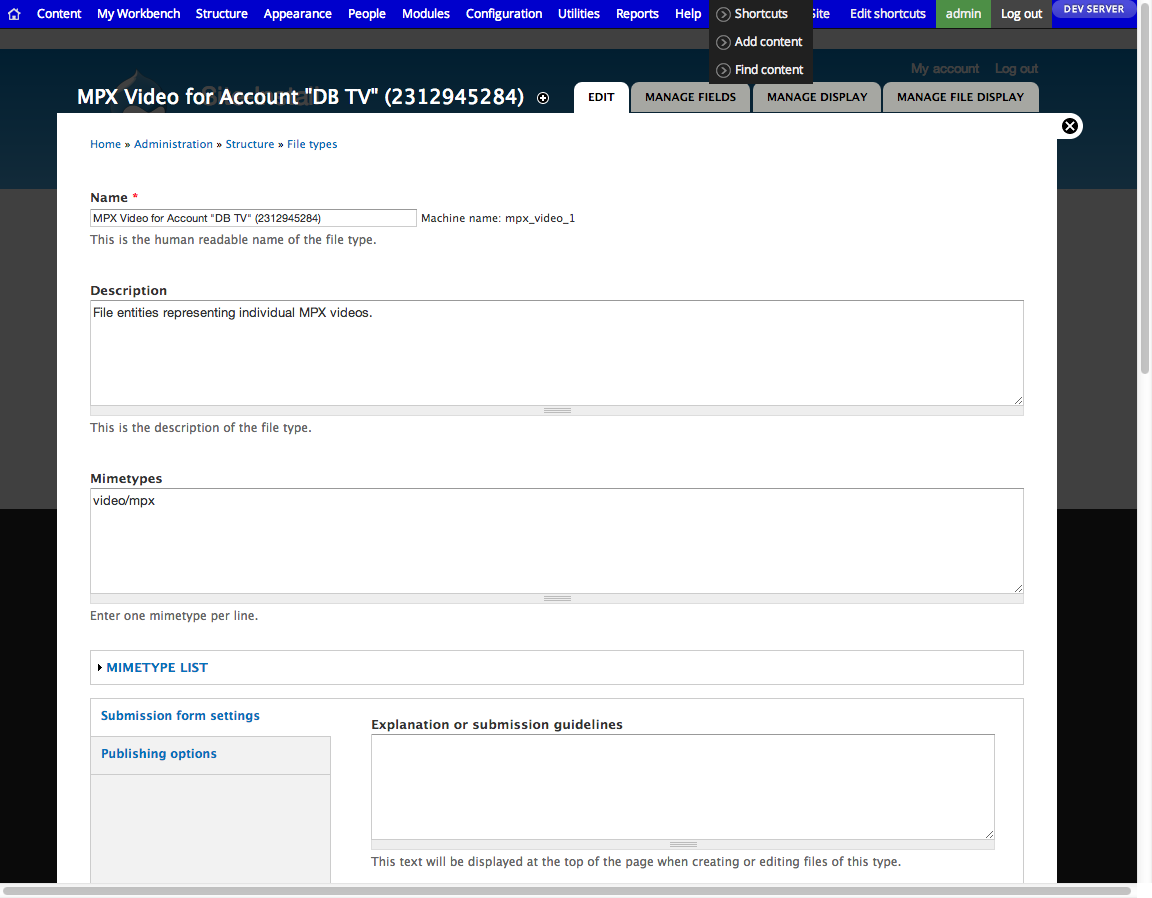 Content My Workbench Structure Appearance People Modules Configuration Utilities Reports Help Shortcuts Site Edit shortcuts admin Log out DEV SERVER
Add content
Find content
My account Log out
MPX Video for Account "DB TV" (2312945284) EDIT MANAGE FIELDS MANAGE DISPLAY MANAGE FILE DISPLAY
Home » Administration » Structure » File types
Name *
MPX Video for Account "DB TV" (2312945284) Machine name: mpx_video_1
This is the human readable name of the file type.
Description
File entities representing individual MPX videos.
This is the description of the file type.
Mimetypes
video/mpx
Enter one mimetype per line.
MIMETYPE LIST
Submission form settings
Publishing options
Explanation or submission guidelines
This text will be displayed at the top of the page when creating or editing files of this type.